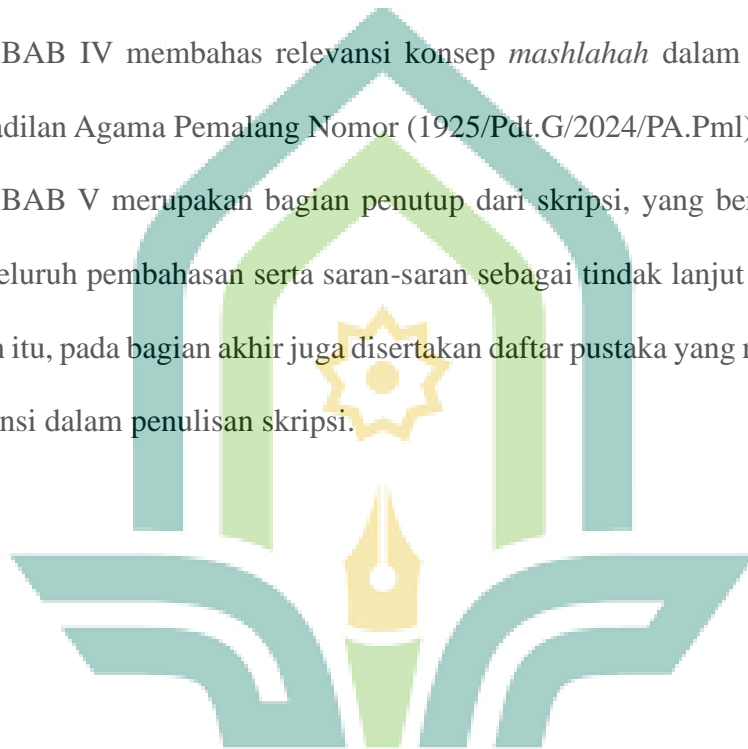 BAB IV membahas relevansi konsep mashlahah dalam
adilan Agama Pemalang Nomor (1925/Pdt.G/2024/PA.Pml)
BAB V merupakan bagian penutup dari skripsi, yang ber
eluruh pembahasan serta saran-saran sebagai tindak lanjut
n itu, pada bagian akhir juga disertakan daftar pustaka yang
nsi dalam penulisan skripsi.